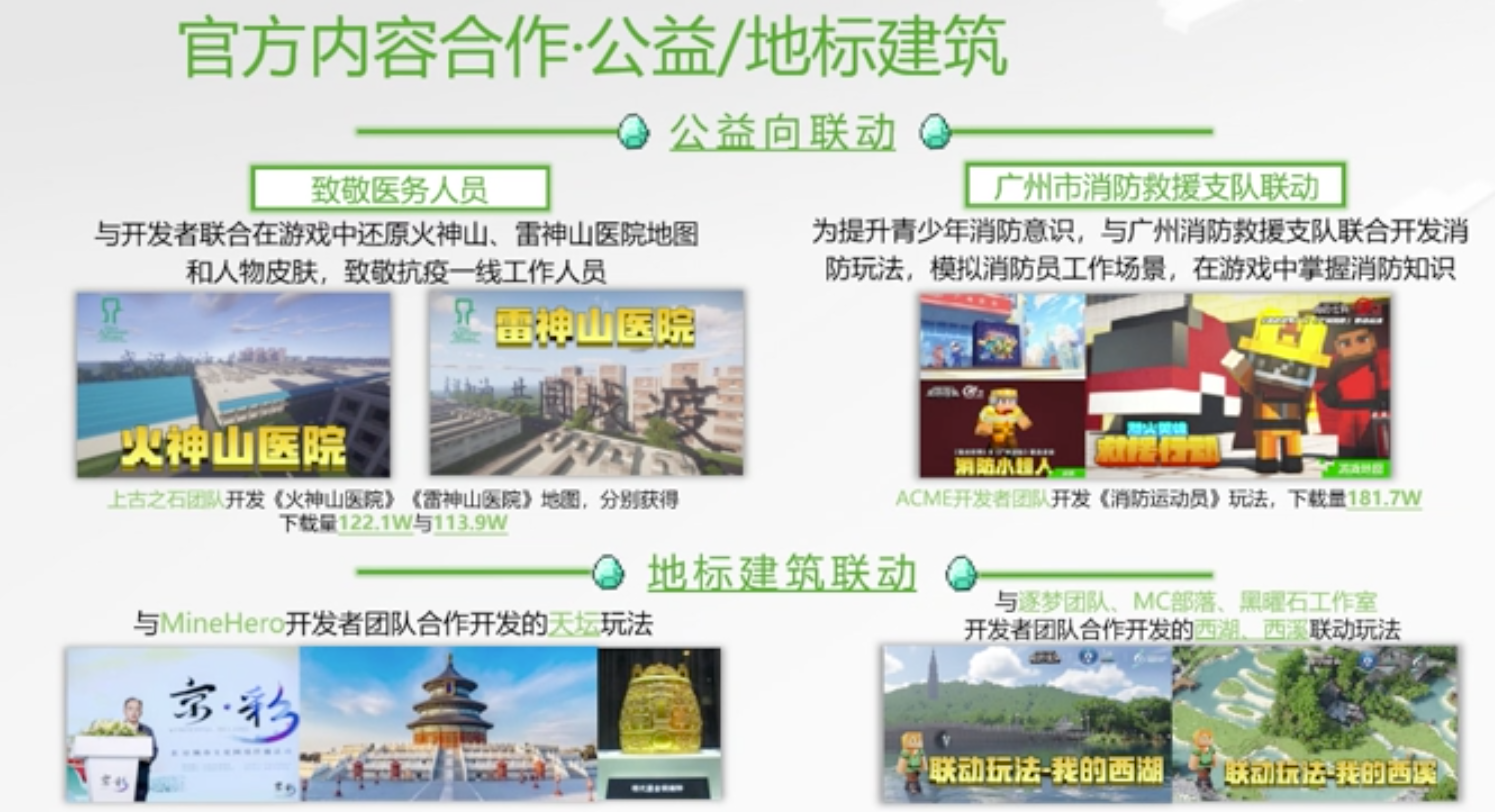 官方内容合作·公益/地标建筑
公益向联动
致敬医务人员
与开发者联合在游戏中还原火神山、雷神山医院地图
和人物皮肤，致敬抗疫一线工作人员
火神山医院
雷神山医院
上古之石团队开发《火神山医院》《雷神山医院》地图，分别获得
下载量122.1W与113.9W
广州市消防救援支队联动
为提升青少年消防意识，与广州消防救援支队联合开发消
防玩法，模拟消防员工作场景，在游戏中掌握消防知识
消防小超人
烈火英雄
救援行动
ACME开发者团队开发《消防运动员》玩法，下载量181.7W
地标建筑联动
与MineHero开发者团队合作开发的天坛玩法
京·彩
京·彩
与逐梦团队、MC部落、黑曜石工作室
开发者团队合作开发的西湖、西溪联动玩法
联动玩法-我的西湖
联动玩法-我的西溪